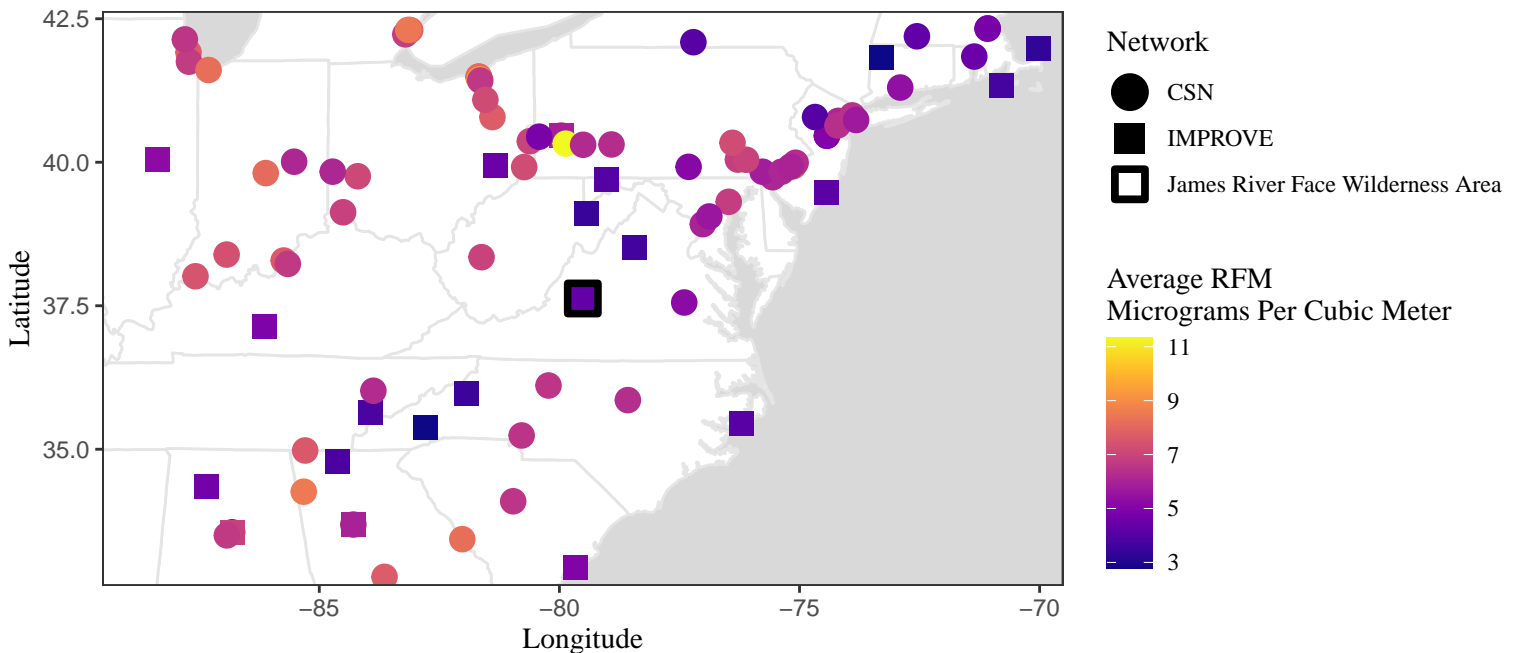 42.5
40.0
37.5
35.0
Latitude
−85
−80
−75
−70
Longitude
Network
CSN
IMPROVE
James River Face Wilderness Area
Average RFM
Micrograms Per Cubic Meter
11
9
7
5
3